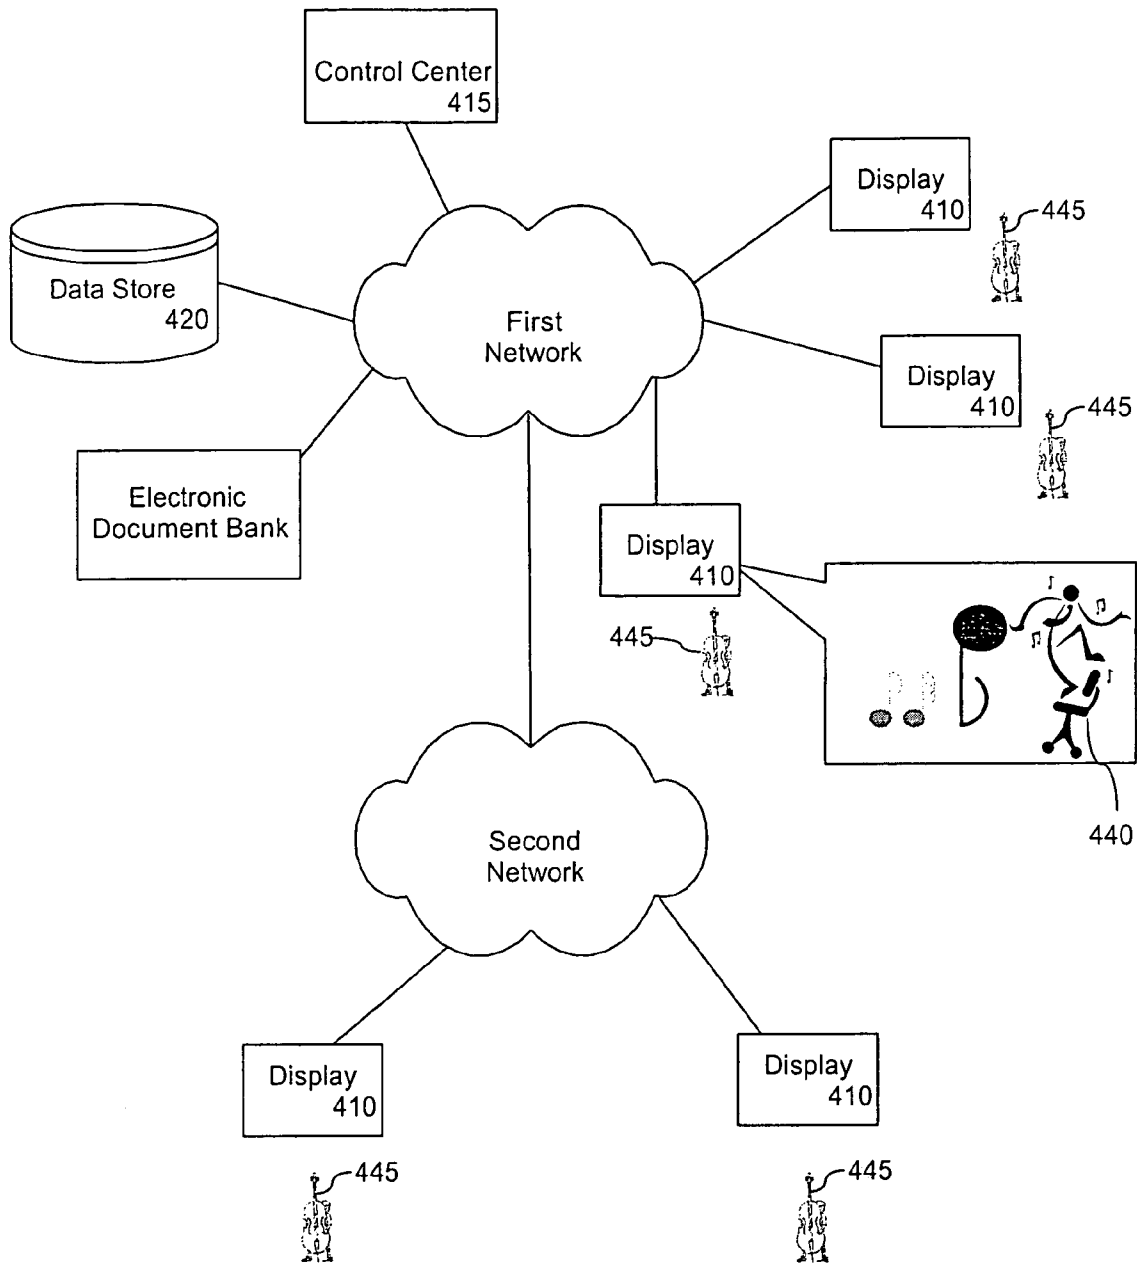 Control Center
415
Display
410
445
Data Store
420
First
Network
Display
410
445
Electronic
Document Bank
Display
410
445
440
Second
Network
Display
410
445
Display
410
445